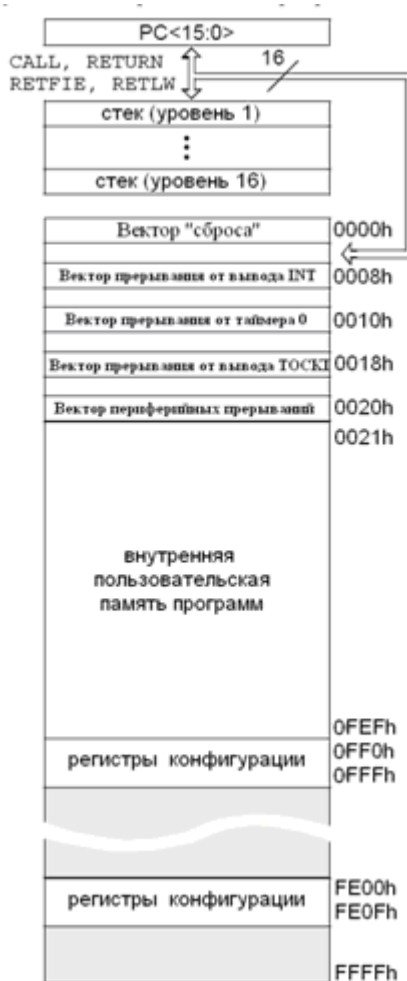 PC<15:0>
CALL, RETURN
16
RETFIE, RETLW
стек (уровень 1)
стек (уровень 16)
Вектор "сброса"
0000h
Вектор прерывания от вывода INT
0008h
Вектор прерывания от таймера 0
0010h
Вектор прерывания от вывода TOCKI
0018h
Вектор периферийных прерываний
0020h
0021h
внутренняя
пользовательская
память программ
0FEFh
0FF0h
регистры конфигурации
0FFFh
FE00h
регистры конфигурации
FE0Fh
FFFFh